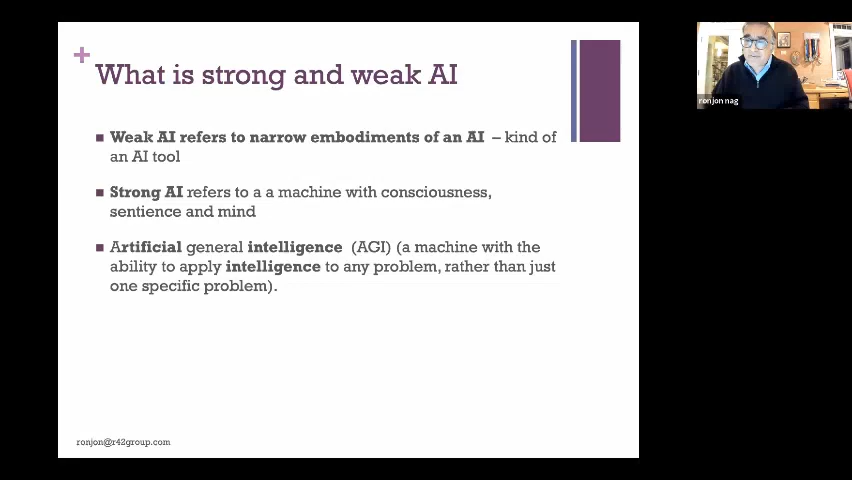 What is strong and weak AI
Weak AI refers to narrow embodiments of an AI – kind of
an AI tool
Strong AI refers to a a machine with consciousness,
sentience and mind
Artificial general intelligence (AGI) (a machine with the
ability to apply intelligence to any problem, rather than just
one specific problem).
ronjon@r42group.com
ronjon nag